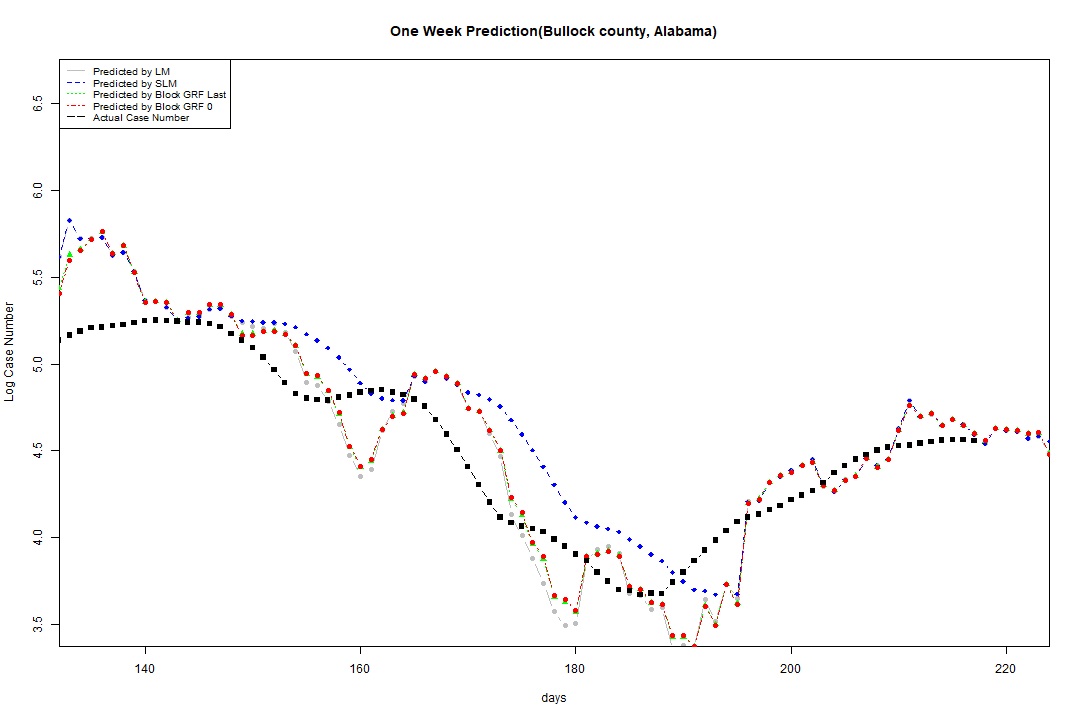 One Week Prediction(Bullock county, Alabama)
Predicted by LM
Predicted by SLM
Predicted by Block GRF Last
Predicted by Block GRF 0
Actual Case Number
6.5
6.0
5.5
5.0
4.5
4.0
3.5
Log Case Number
140 160 180 200 220
days